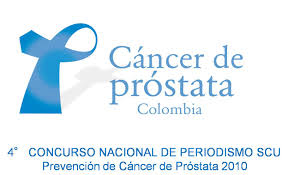 Cáncer de
próstata
Colombia
4° CONCURSO NACIONAL DE PERIODISMO SCU
Prevención de Cáncer de Próstata 2010